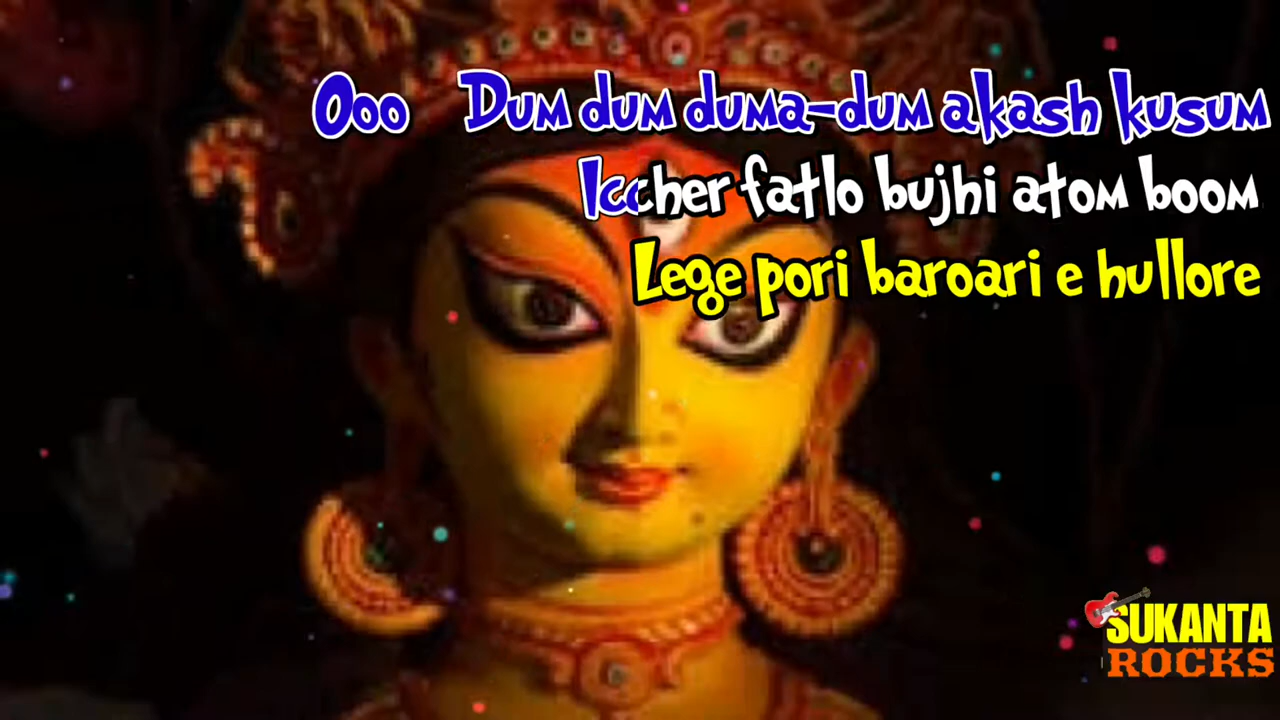 Ooo Dum dum duma-dum akash kusum
Iccher fatlo bujhi atom boom
Lege pori baroari e hullore
SUKANTA
ROCKS